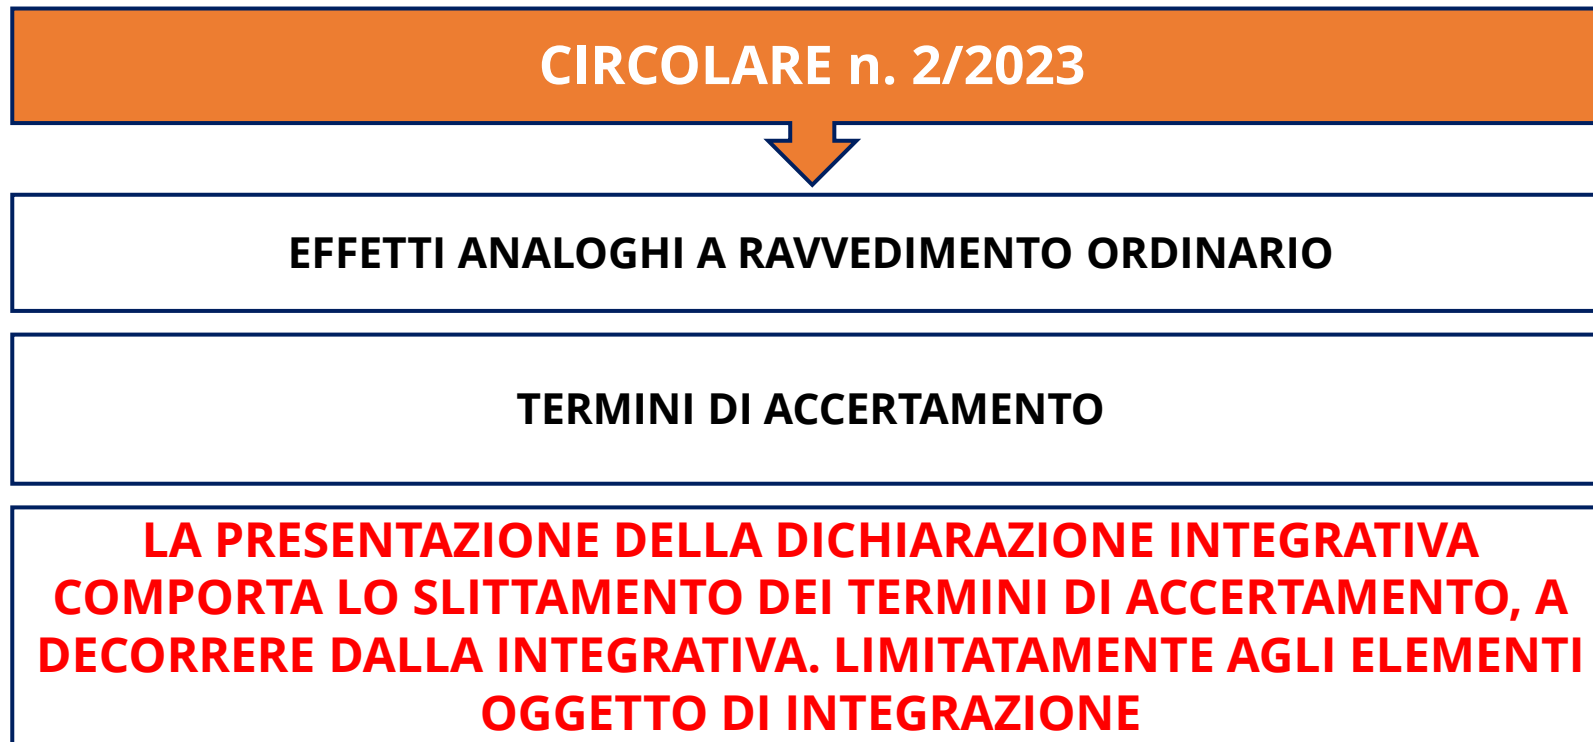 CIRCOLARE n. 2/2023
EFFETTI ANALOGHI A RAVVEDIMENTO ORDINARIO
TERMINI DI ACCERTAMENTO
LA PRESENTAZIONE DELLA DICHIARAZIONE INTEGRATIVA
COMPORTA LO SLITTAMENTO DEI TERMINI DI ACCERTAMENTO, A
DECORRERE DALLA INTEGRATIVA. LIMITATAMENTE AGLI ELEMENTI
OGGETTO DI INTEGRAZIONE